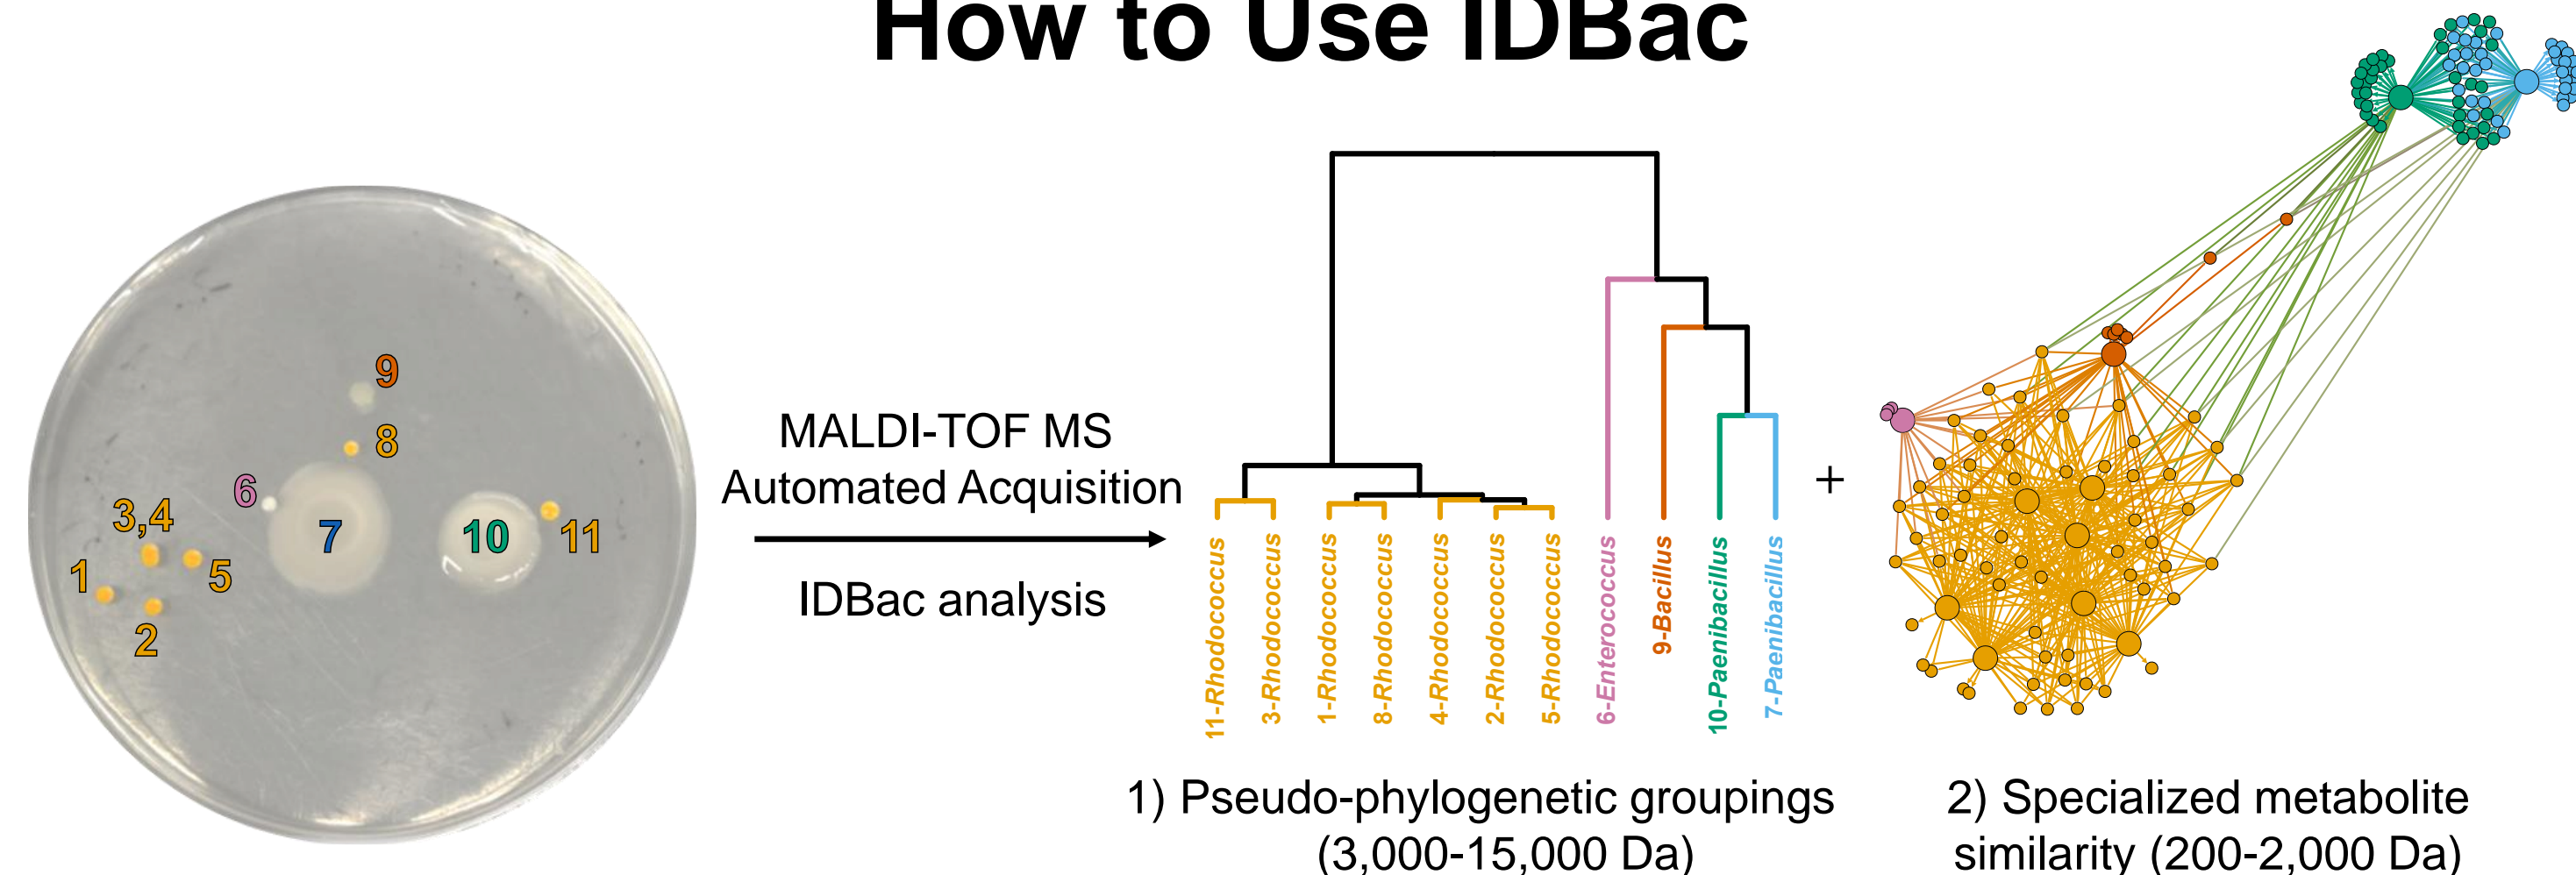 How to Use IDBac
9
8
6
3,4
7
10
11
1
5
2
MALDI-TOF MS
Automated Acquisition
IDBac analysis
11-Rhodococcus
3-Rhodococcus
1-Rhodococcus
8-Rhodococcus
4-Rhodococcus
2-Rhodococcus
5-Rhodococcus
6-Enterococcus
9-Bacillus
10-Paenibacillus
7-Paenibacillus
+
1) Pseudo-phylogenetic groupings
(3,000-15,000 Da)
2) Specialized metabolite
similarity (200-2,000 Da)